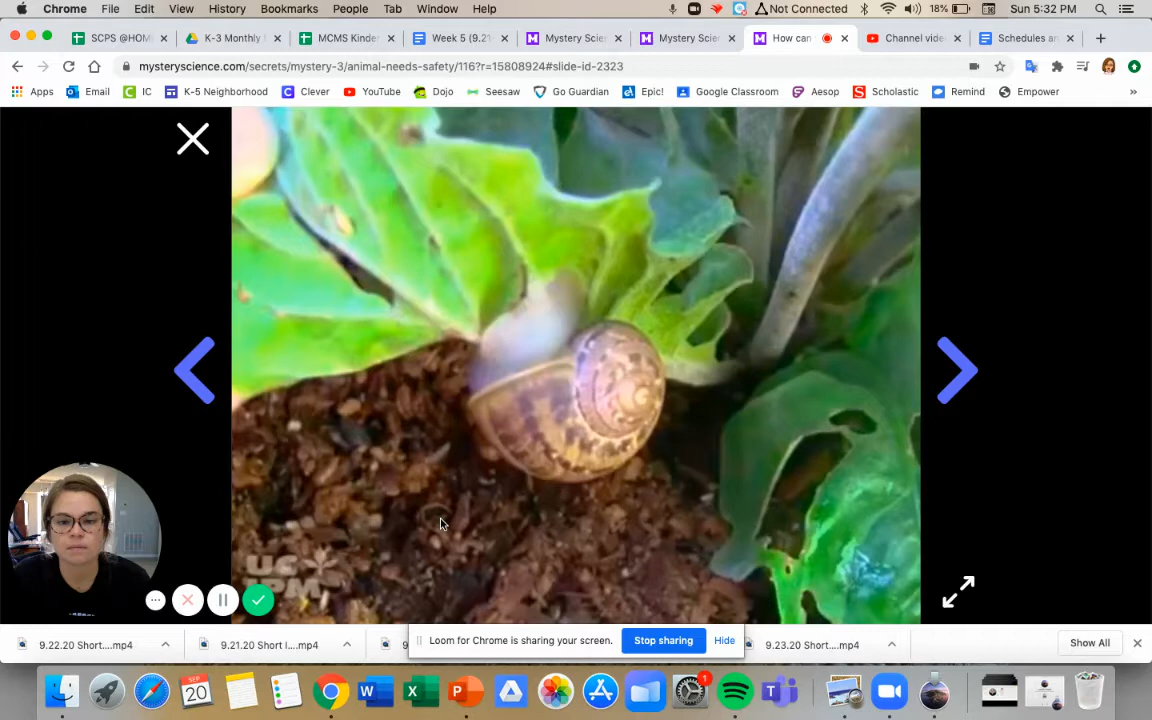 Chrome File Edit View History Bookmarks People Tab Window Help Not Connected 18% Sun 5:32 PM
SCPS @HOM K-3 Monthly MCMS Kinder Week 5 (9.21 Mystery Scie Mystery Scie How can Channel vide Schedules an
mysteryscience.com/secrets/mystery-3/animal-needs-safety/116?r=15808924#slide-id-2323
Apps Email IC K-5 Neighborhood Clever YouTube Dojo Seesaw Go Guardian Epic! Google Classroom Aesop Scholastic Remind Empower »
UC
IPM
9.22.20 Short....mp4 9.21.20 Short I....mp4 9 Loom for Chrome is sharing your screen. Stop sharing Hide 9.23.20 Short....mp4 Show All
SEP
20
W X P 1 T